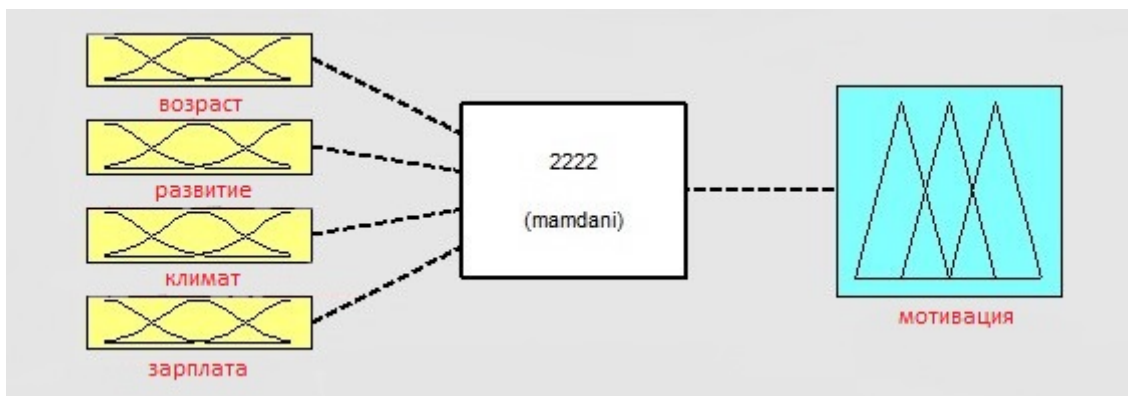 возраст
развитие
климат
зарплата
2222
(mamdani)
мотивация